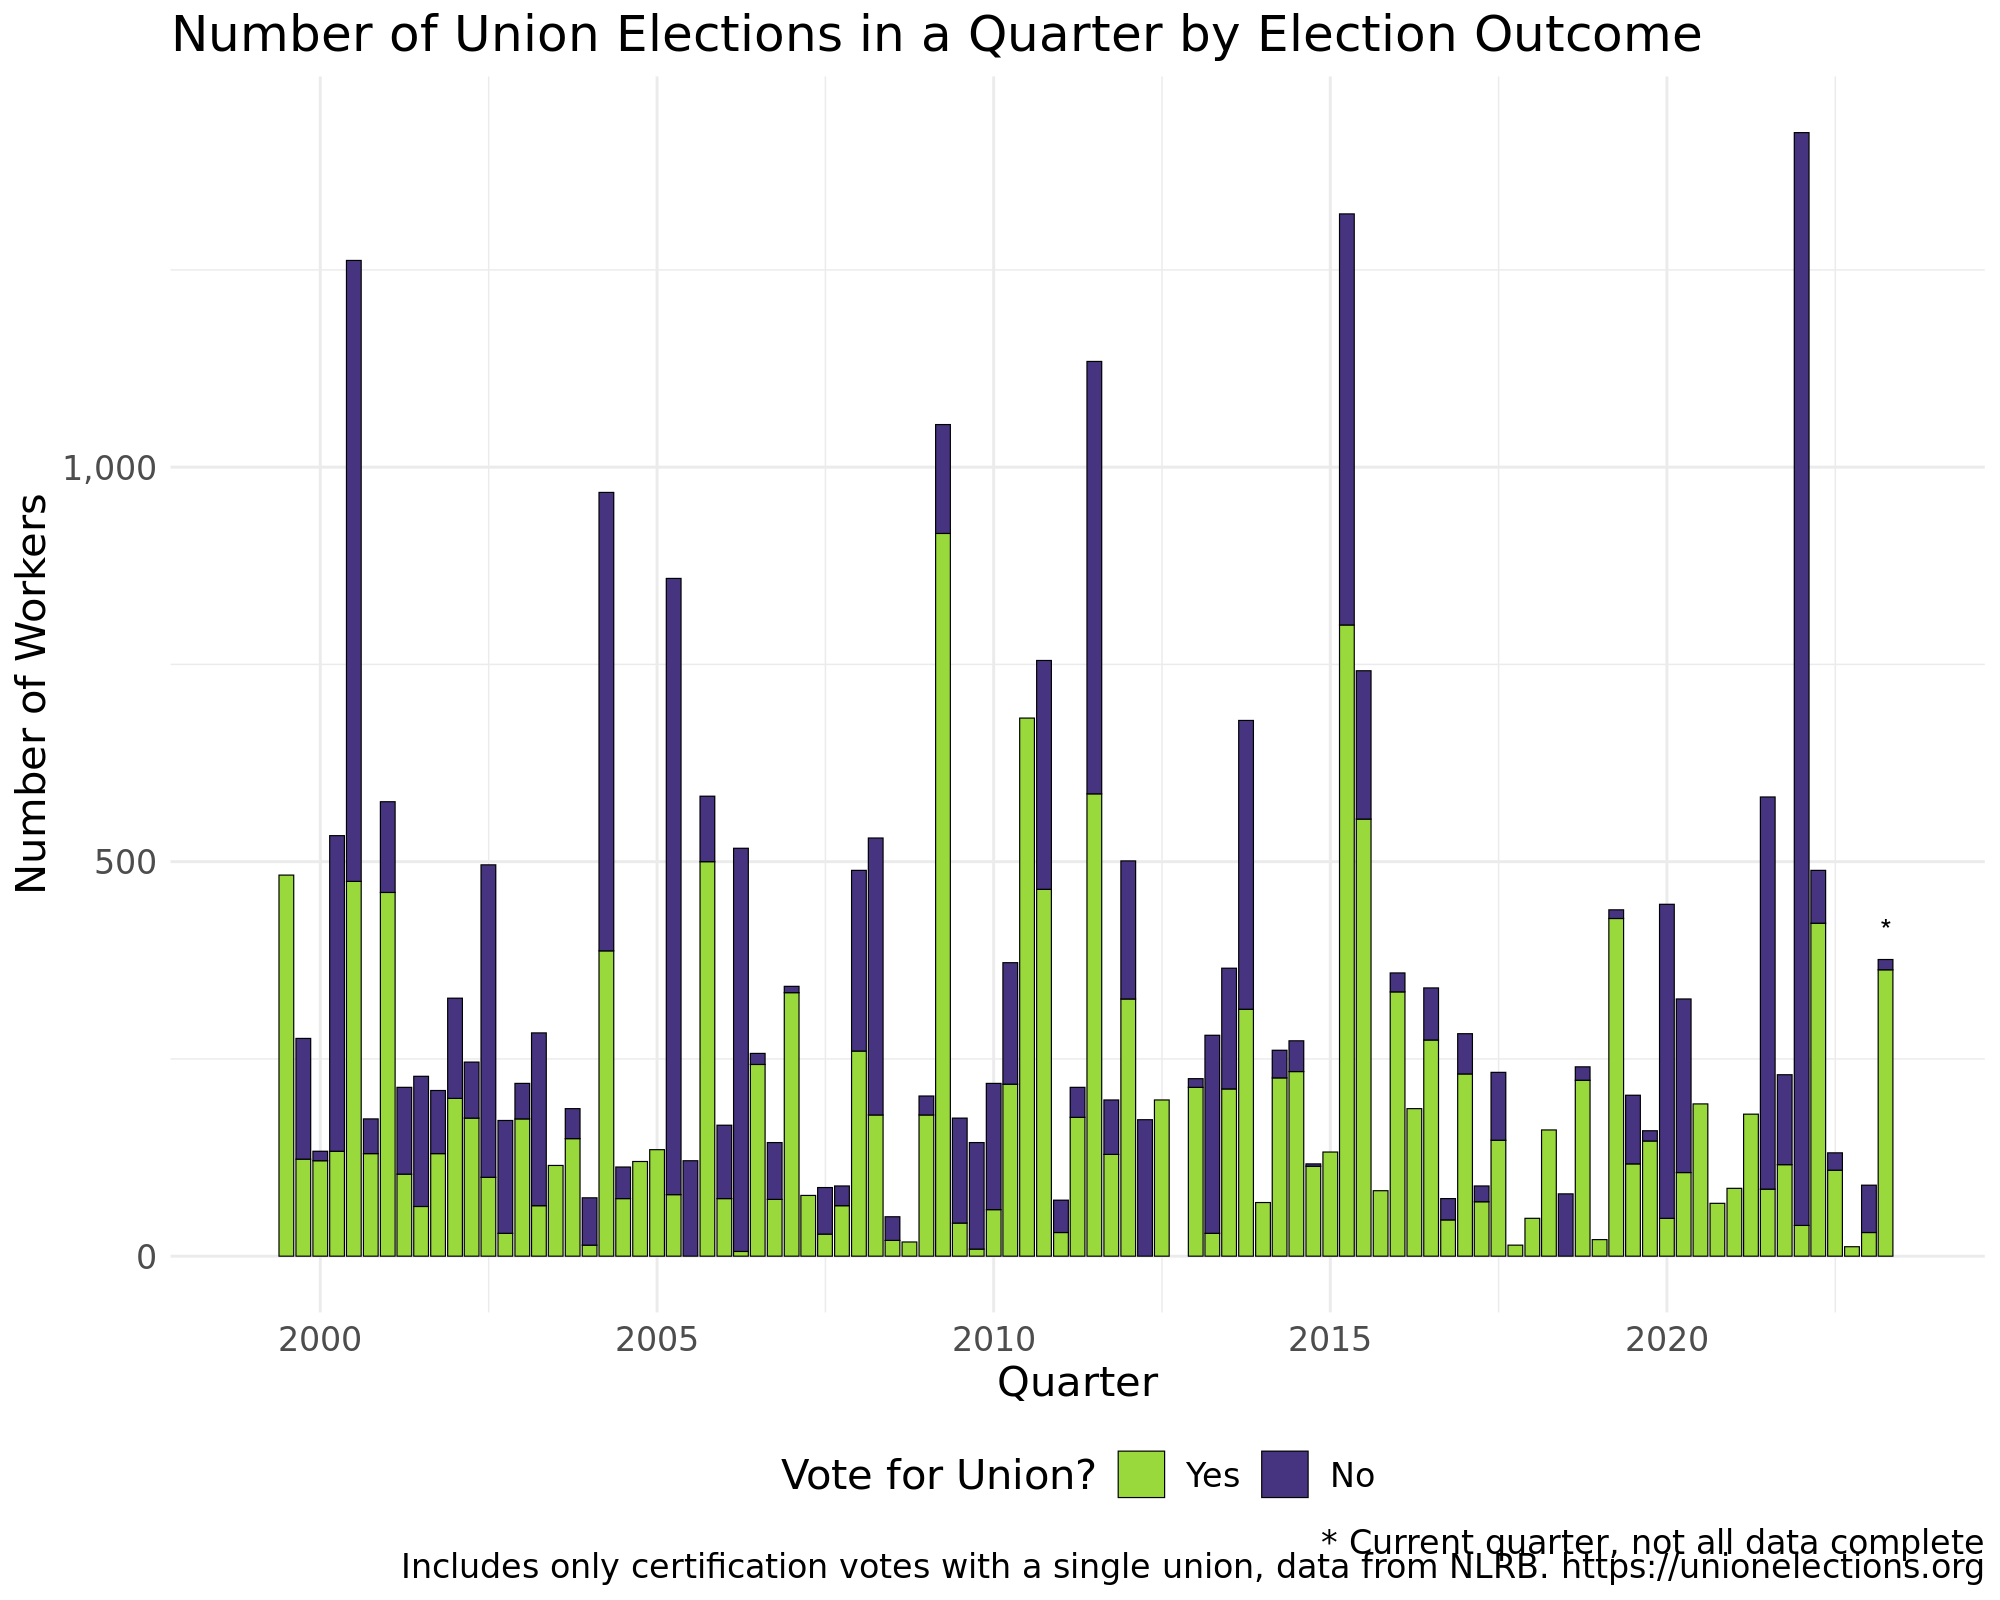 Number of Union Elections in a Quarter by Election Outcome
Number of Workers
1,000
500
0
2000 2005 2010 2015 2020
Quarter
*
Vote for Union? Yes No
* Current quarter, not all data complete
Includes only certification votes with a single union, data from NLRB. https://unionelections.org